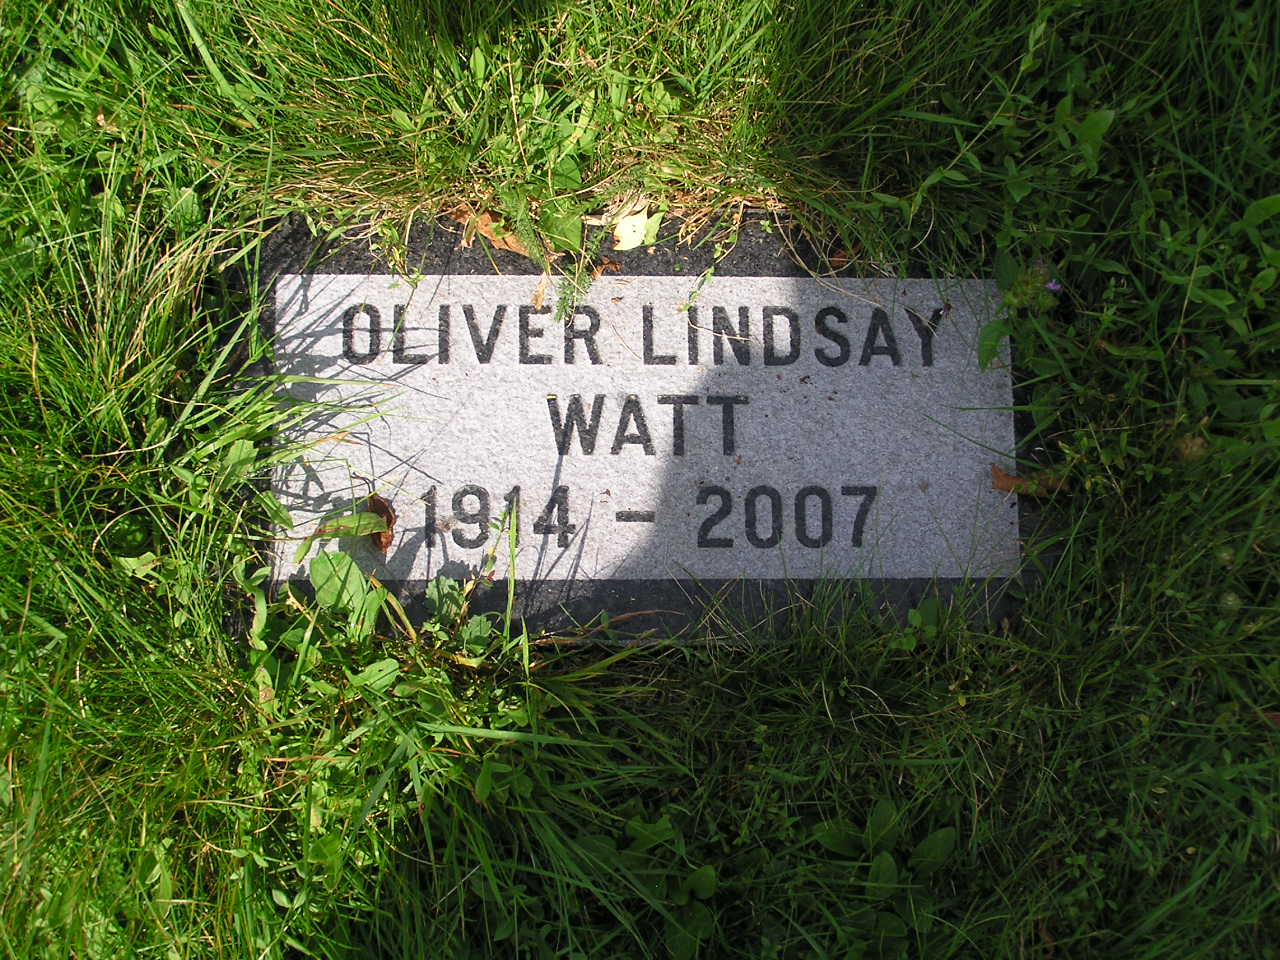 OLIVER LINDSAY
WATT
1914 - 2007